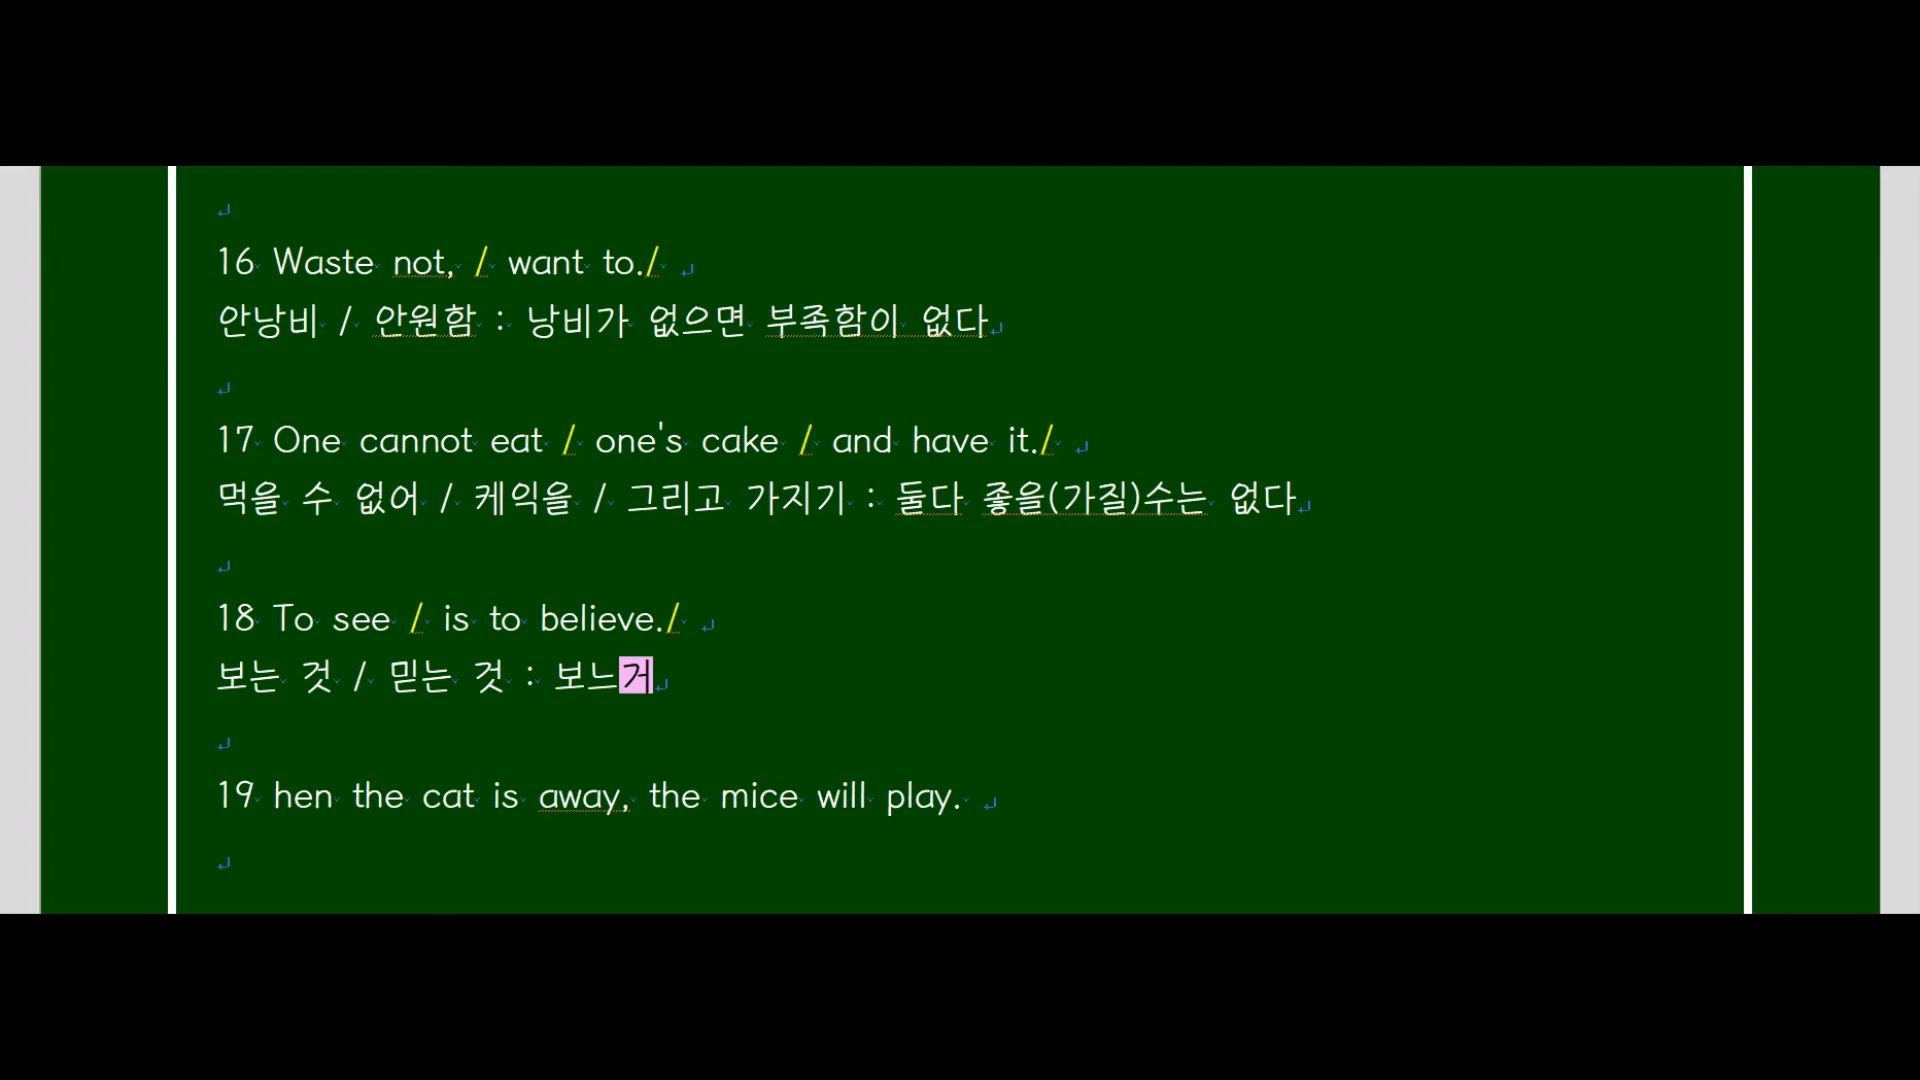 16 Waste not, / want to./
안낭비 / 안원함 : 낭비가 없으면 부족함이 없다
17 One cannot eat / one's cake / and have it./
먹을 수 없어 / 케익을 / 그리고 가지기 : 둘다 좋을(가질)수는 없다
18 To see / is to believe./
보는 것 / 믿는 것 : 보느거
19 hen the cat is away, the mice will play.